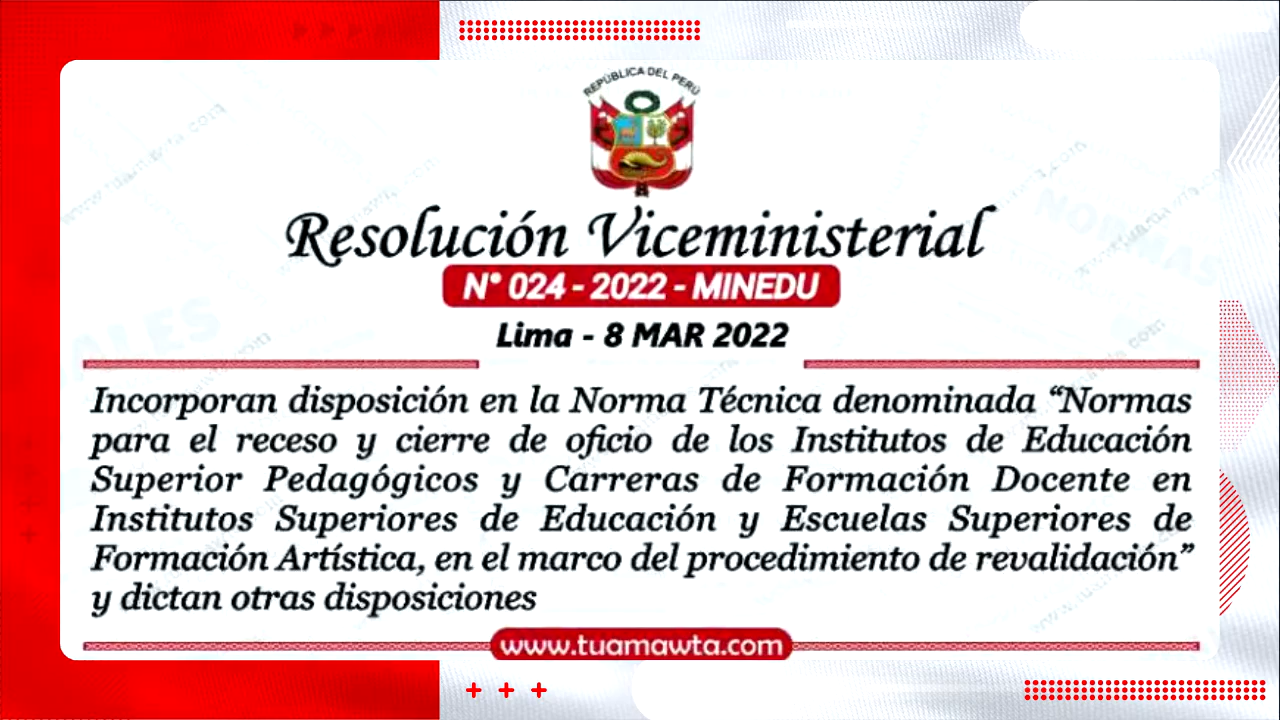 REPÚBLICA DEL PERÚ
Resolución Viceministerial
N° 024 - 2022 - MINEDU
Lima - 8 MAR 2022
Incorporan disposición en la Norma Técnica denominada “Normas
para el receso y cierre de oficio de los Institutos de Educación
Superior Pedagógicos y Carreras de Formación Docente en
Institutos Superiores de Educación y Escuelas Superiores de
Formación Artística, en el marco del procedimiento de revalidación”
y dictan otras disposiciones
www.tuamawta.com
NORMAS